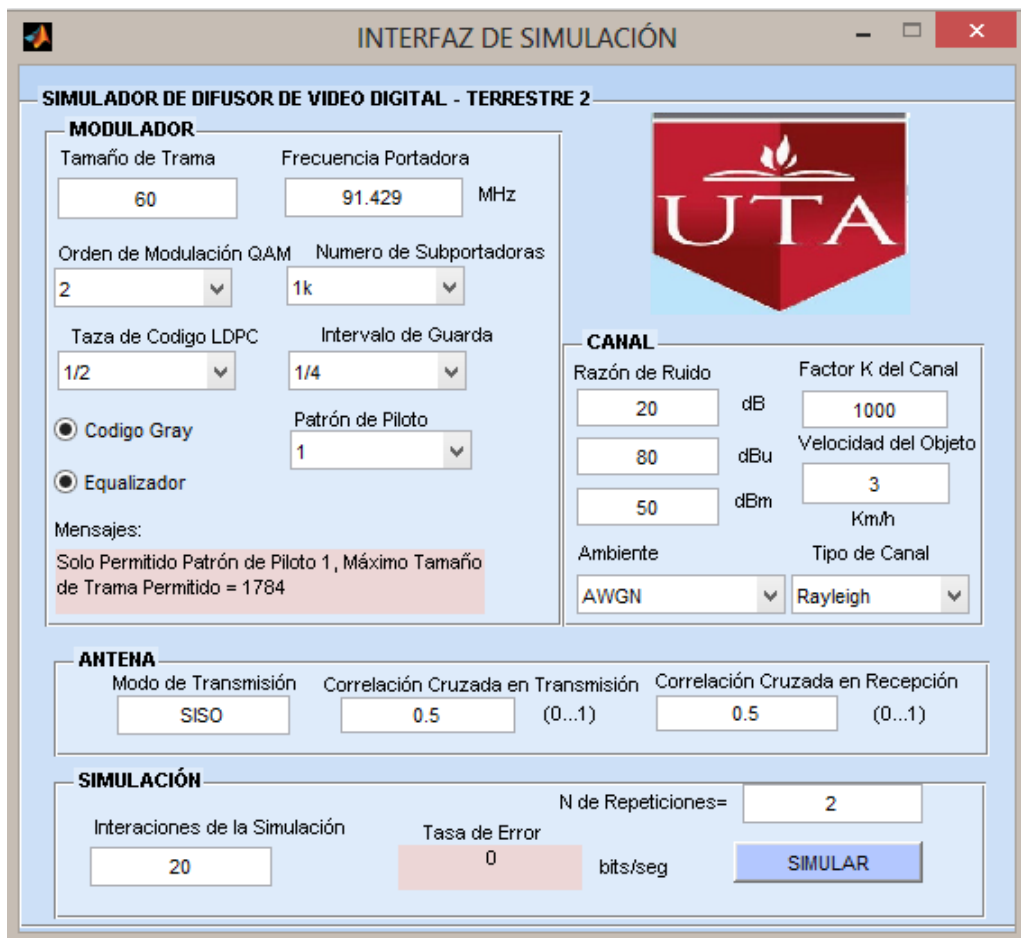 INTERFAZ DE SIMULACIÓN
SIMULADOR DE DIFUSOR DE VIDEO DIGITAL - TERRESTRE 2
MODULADOR
Tamaño de Trama
Frecuencia Portadora
60
91.429
MHz
Orden de Modulación QAM
Numero de Subportadoras
2
1k
Taza de Codigo LDPC
Intervalo de Guarda
1/2
1/4
Codigo Gray
Patrón de Piloto
1
Equalizador
Mensajes:
Solo Permitido Patrón de Piloto 1, Máximo Tamaño
de Trama Permitido = 1784
UTA
CANAL
Razón de Ruido
Factor K del Canal
20
dB
1000
Velocidad del Objeto
80
dBu
3
50
dBm
Km/h
Ambiente
Tipo de Canal
AWGN
Rayleigh
ANTENA
Modo de Transmisión
Correlación Cruzada en Transmisión
Correlación Cruzada en Recepción
SISO
0.5
(0...1)
0.5
(0...1)
SIMULACIÓN
N de Repeticiones=
2
Interaciones de la Simulación
Tasa de Error
20
0
bits/seg
SIMULAR